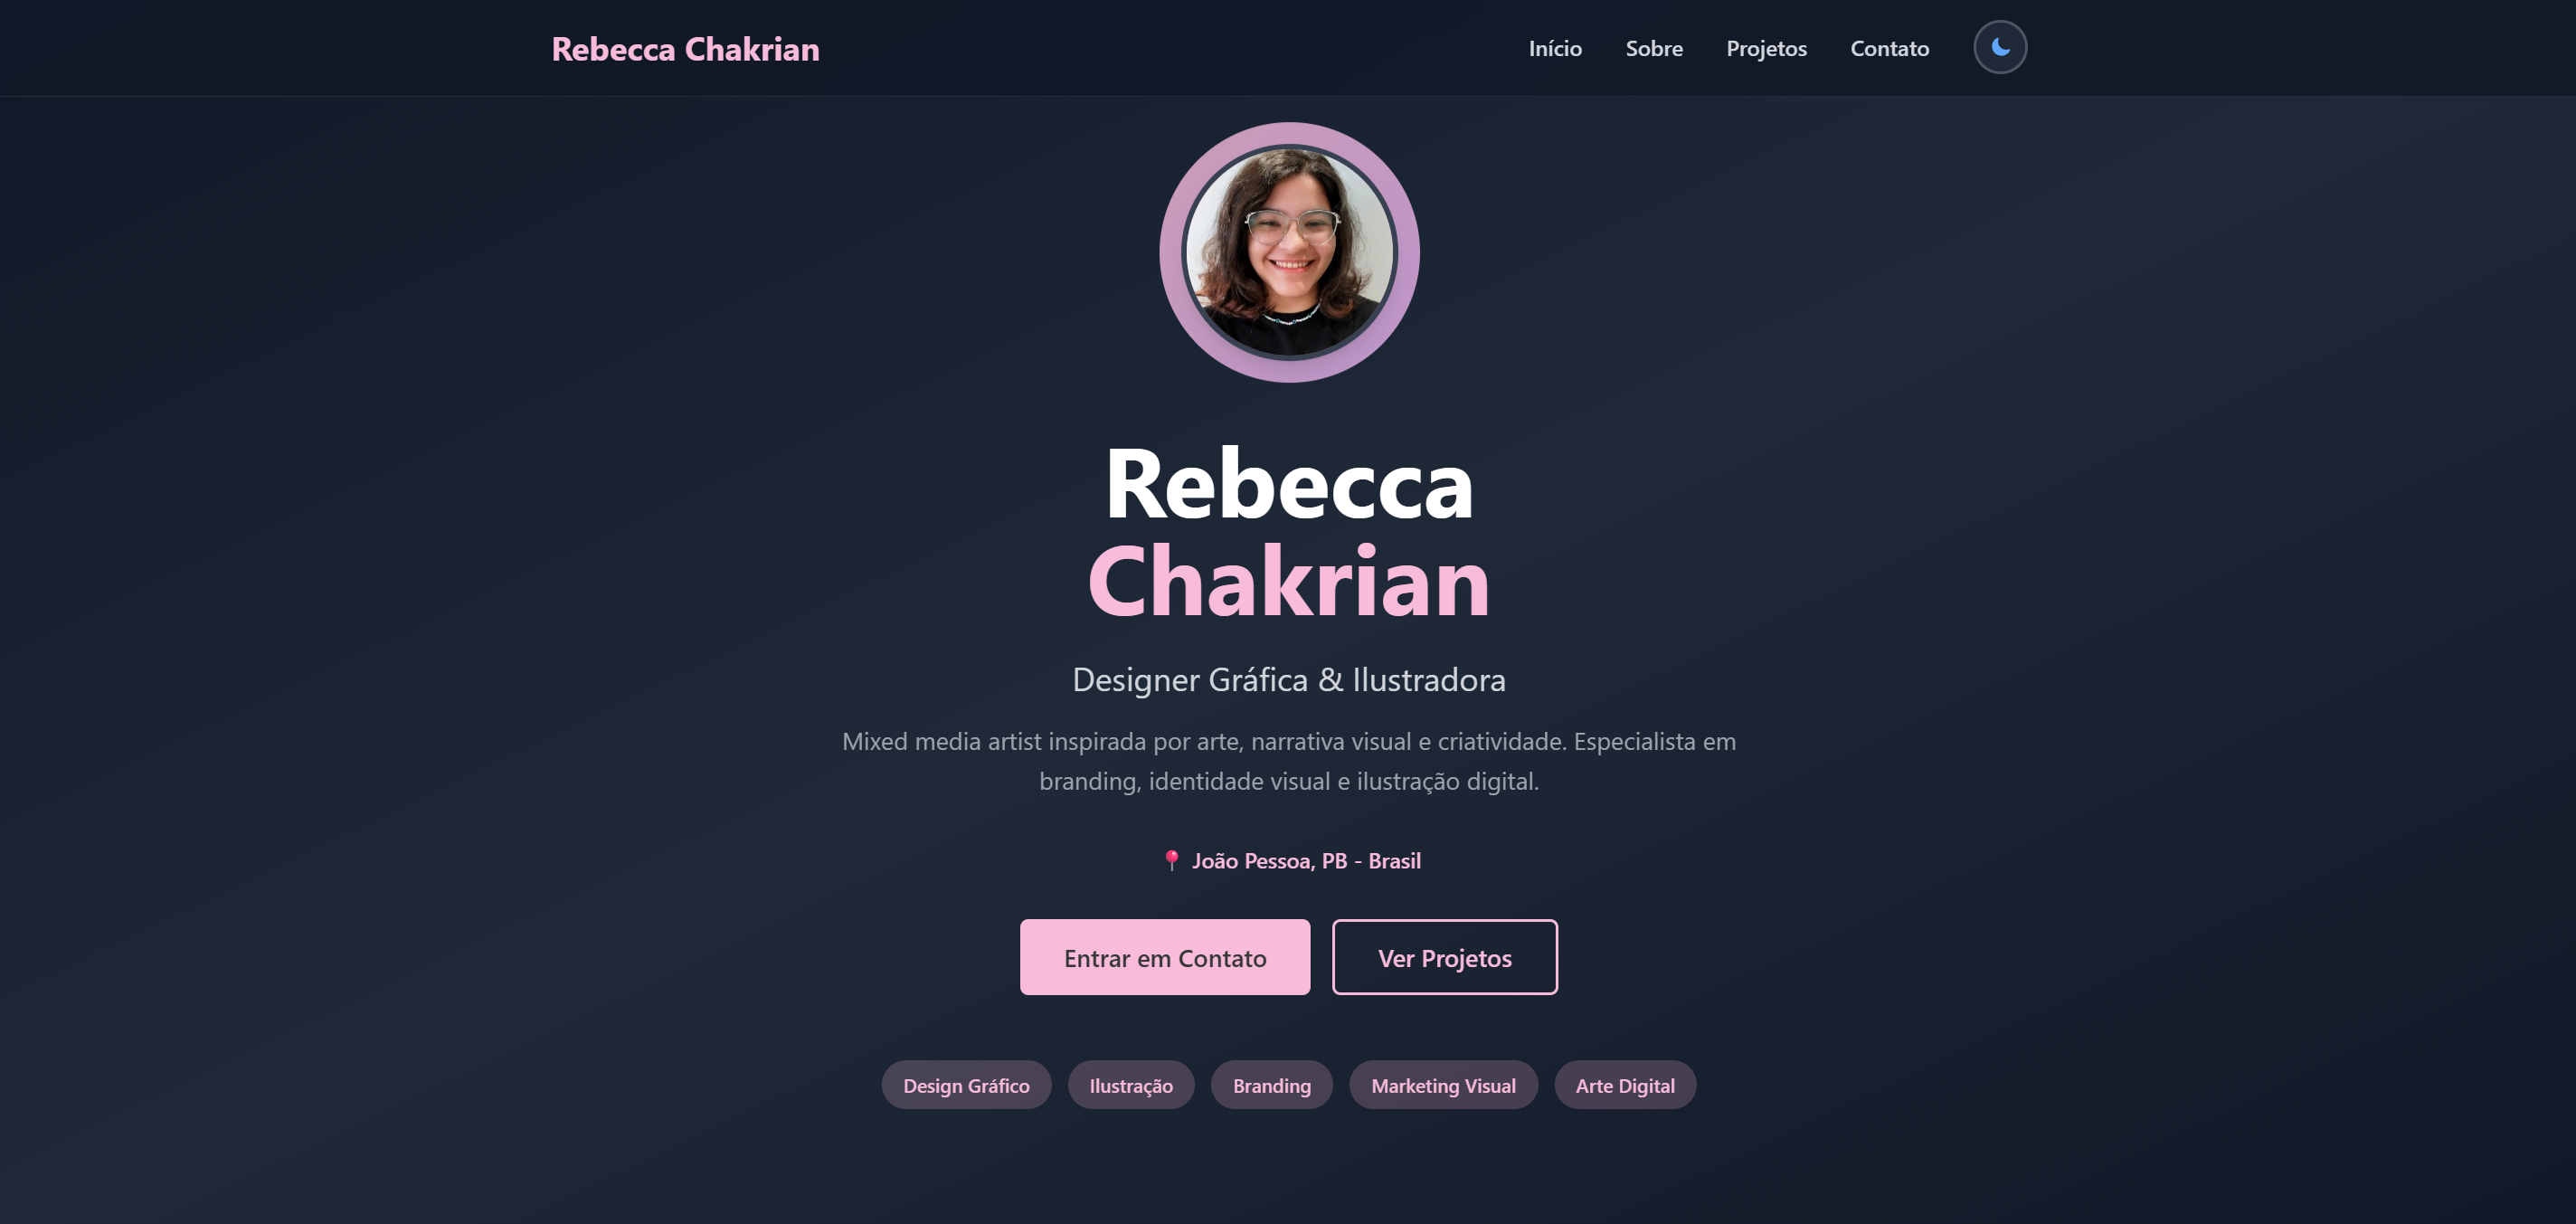 Rebecca Chakrian
Início Sobre Projetos Contato
Rebecca
Chakrian
Designer Gráfica & Ilustradora
Mixed media artist inspirada por arte, narrativa visual e criatividade. Especialista em
branding, identidade visual e ilustração digital.
João Pessoa, PB - Brasil
Entrar em Contato
Ver Projetos
Design Gráfico
Ilustração
Branding
Marketing Visual
Arte Digital